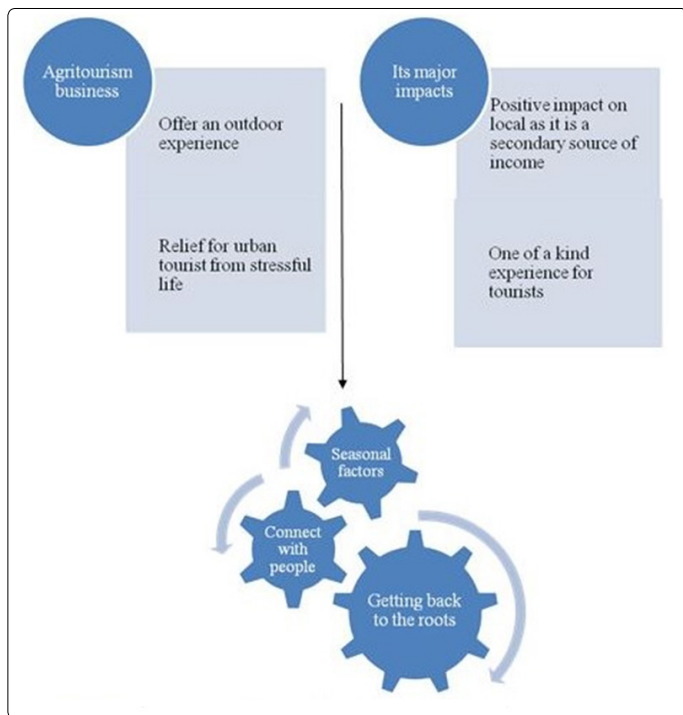 Agritourism
business
Offer an outdoor
experience
Relief for urban
tourist from stressful
life
Its major
impacts
Positive impact on
local as it is a
secondary source of
income
One of a kind
experience for
tourists
Seasonal
factors
Connect
with
people
Getting back
to the roots